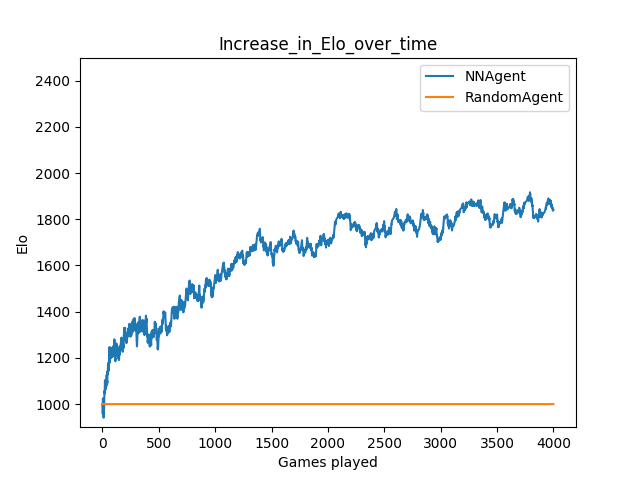 Increase_in_Elo_over_time
NNAgent
RandomAgent
2400
2200
2000
1800
1600
1400
1200
1000
Elo
0 500 1000 1500 2000 2500 3000 3500 4000
Games played